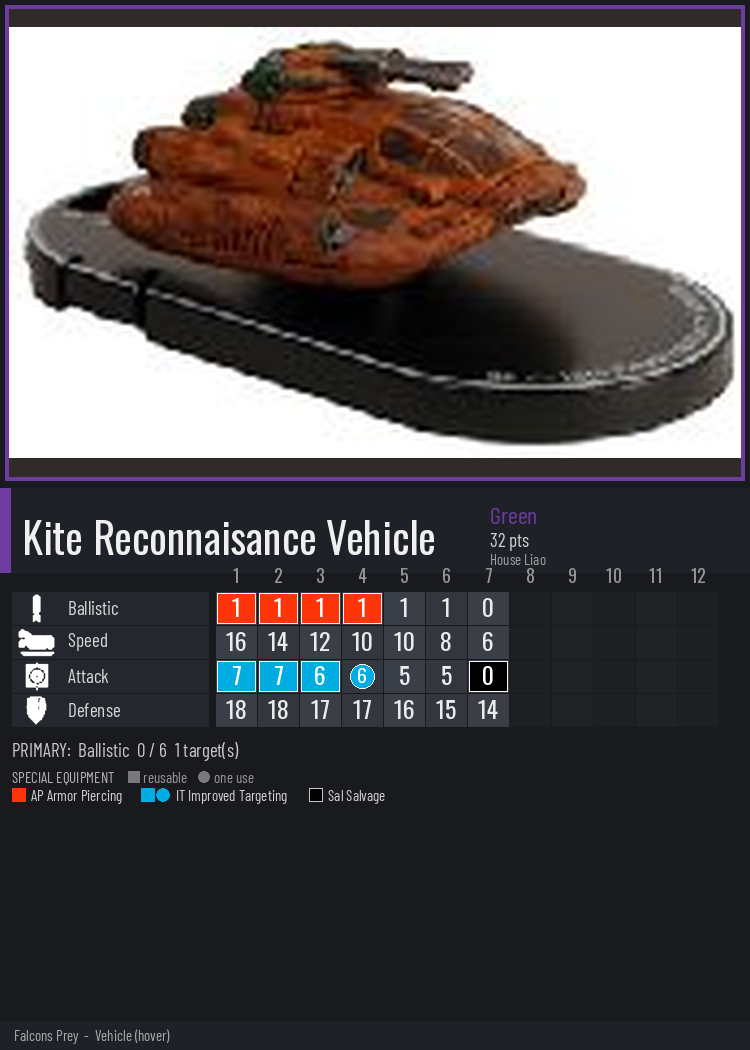 Kite Reconnaisance Vehicle
Green
32 pts
House Liao
1 2 3 4 5 6 7 8 9 10 11 12
Ballistic 1 1 1 1 1 1 0
Speed 16 14 12 10 10 8 6
Attack 7 7 6 6 5 5 0
Defense 18 18 17 17 16 15 14
PRIMARY: Ballistic 0 / 6 1 target(s)
SPECIAL EQUIPMENT reusable one use
AP Armor Piercing IT Improved Targeting Sal Salvage
Falcons Prey - Vehicle (hover)